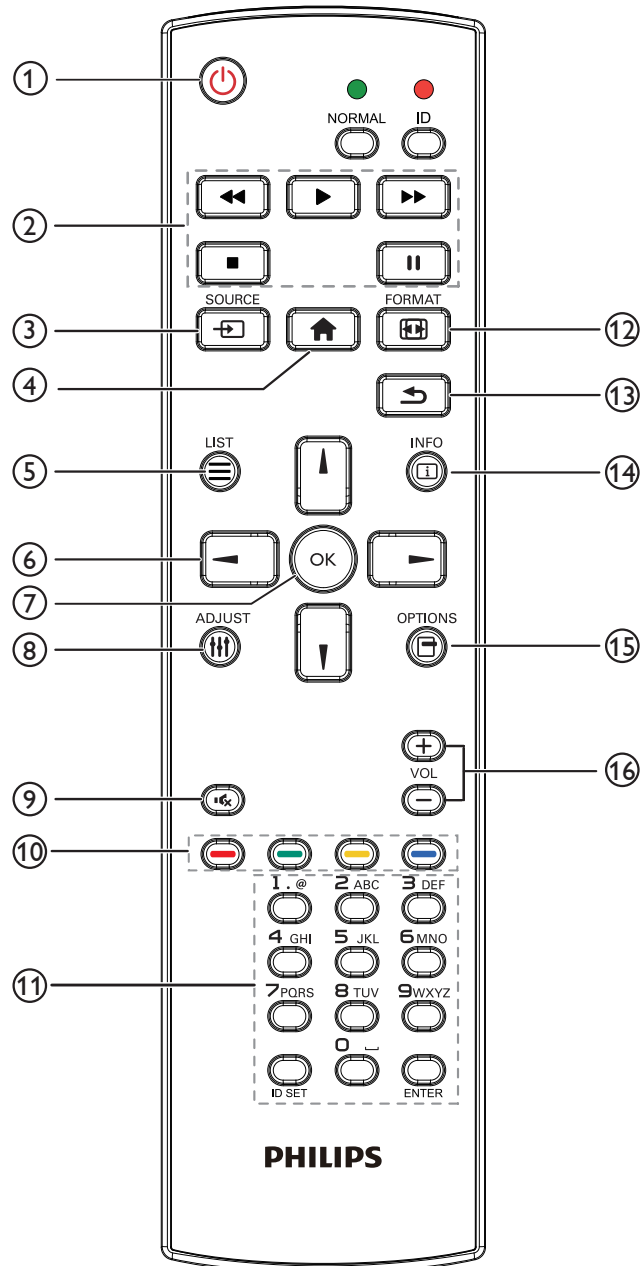 1
NORMAL ID
2
SOURCE FORMAT
3 12
4
13
LIST INFO
i
5 14
6 OK
7
ADJUST OPTIONS
8 15
VOL
16
9
10
1 . @ 2 ABC 3 DEF
4 GHI 5 JKL 6 MNO
11
7 PQRS 8 TUV 9 WXYZ
0 ⎵
ID SET ENTER
PHILIPS